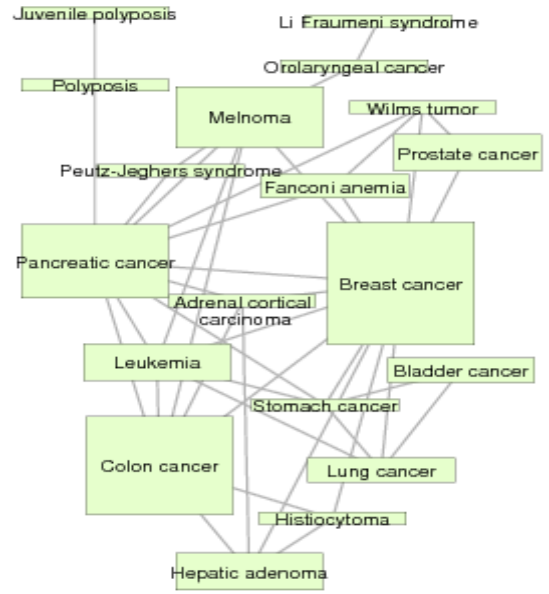 Juvenile polyposis
Li Fraumeni syndrome
Orolaryngeal cancer
Polyposis
Wilms tumor
Melnoma
Prostate cancer
Peutz-Jeghers syndrome
Fanconi anemia
Pancreatic cancer
Breast cancer
Adrenal cortical
carcinoma
Leukemia
Bladder cancer
Stomach cancer
Colon cancer
Lung cancer
Histiocytoma
Hepatic adenoma